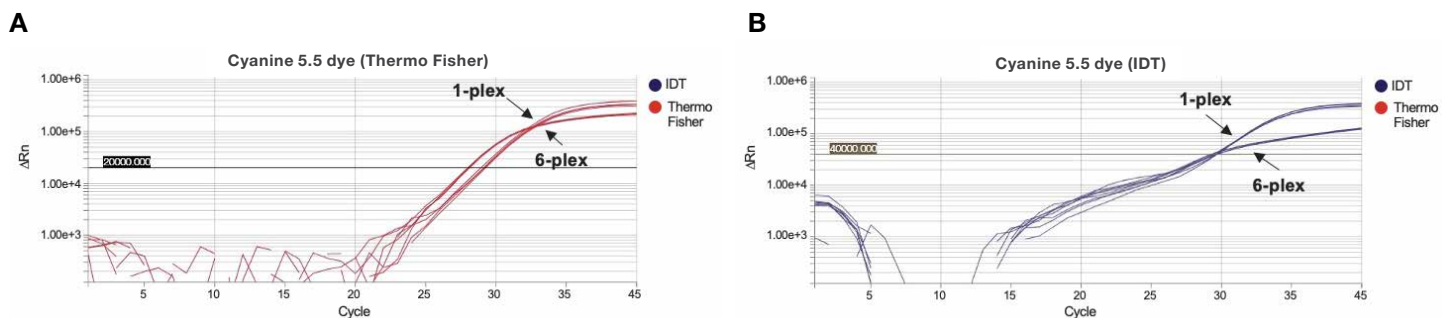 A
Cyanine 5.5 dye (Thermo Fisher)
1.00e+6
1.00e+5
1.00e+4
1.00e+3
ΔRn
20000.000
1-plex
6-plex
5
10
15
20
25
30
35
45
Cycle
IDT
Thermo
Fisher
B
Cyanine 5.5 dye (IDT)
1.00e+6
1.00e+5
1.00e+4
1.00e+3
ΔRn
40000.000
1-plex
6-plex
5
10
15
20
25
30
35
45
Cycle
IDT
Thermo
Fisher